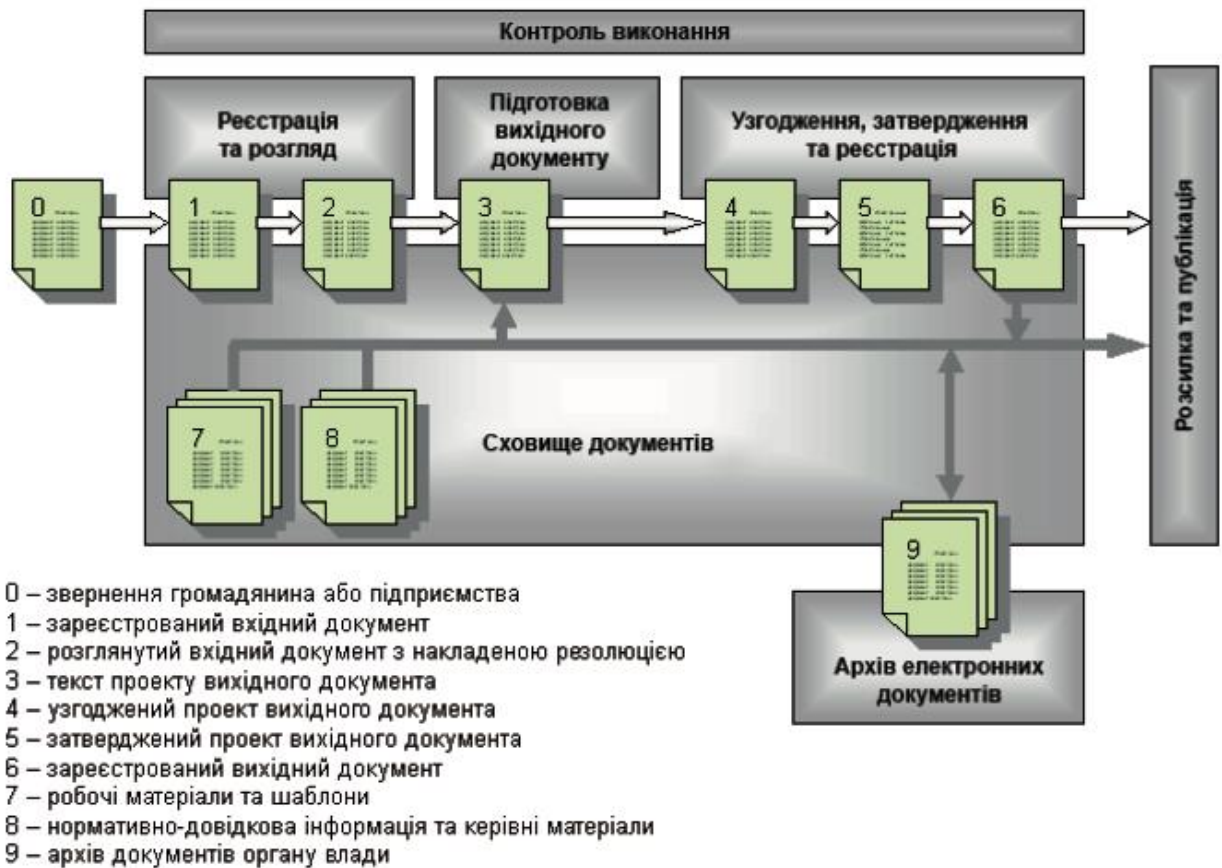 Контроль виконання
Реєстрація
та розгляд
Підготовка
вихідного
документу
Узгодження, затвердження
та реєстрація
Розсилка та публікація
0
1
2
3
4
5
6
7
8
Сховище документів
9
Архів електронних
документів
0 – звернення громадянина або підприємства
1 – зареєстрований вхідний документ
2 – розглянутий вхідний документ з накладеною резолюцією
3 – текст проекту вихідного документа
4 – узгоджений проект вихідного документа
5 – затверджений проект вихідного документа
6 – зареєстрований вихідний документ
7 – робочі матеріали та шаблони
8 – нормативно-довідкова інформація та керівні матеріали
9 – архів документів органу влади